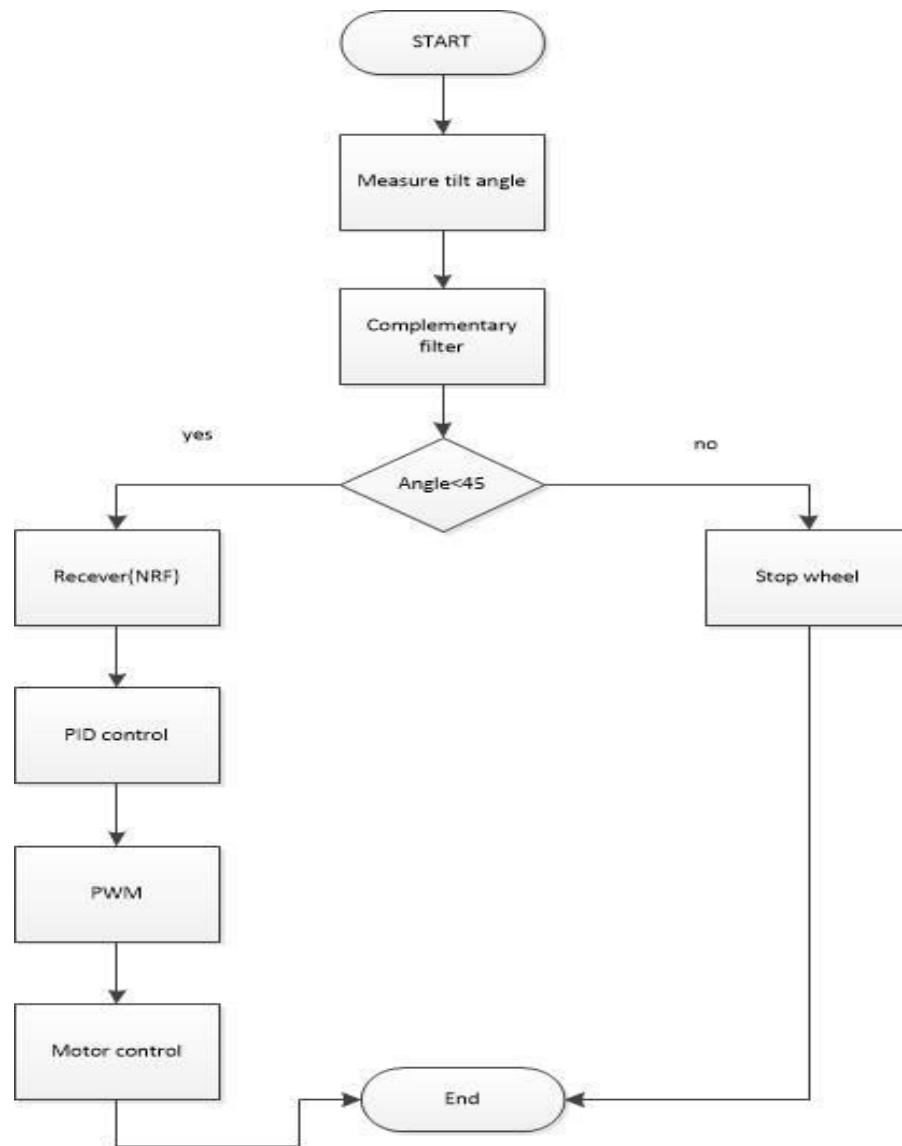 START
Measure tilt angle
Complementary
filter
yes
no
Angle<45
Recever(NRF)
Stop wheel
PID control
PWM
Motor control
End